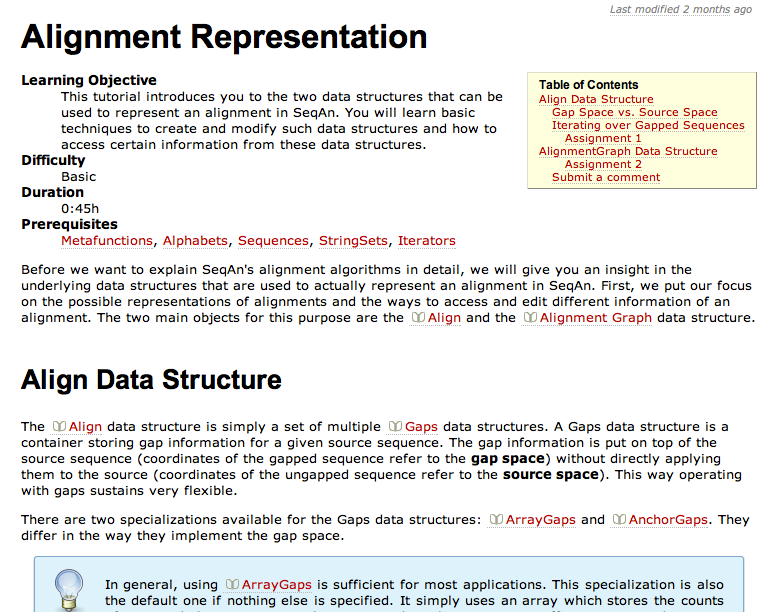 Last modified 2 months ago
Alignment Representation
Learning Objective
This tutorial introduces you to the two data structures that can be
used to represent an alignment in SeqAn. You will learn basic
techniques to create and modify such data structures and how to
access certain information from these data structures.
Difficulty
Basic
Duration
0:45h
Prerequisites
Metafunctions, Alphabets, Sequences, StringSets, Iterators
Table of Contents
Align Data Structure
Gap Space vs. Source Space
Iterating over Gapped Sequences
Assignment 1
AlignmentGraph Data Structure
Assignment 2
Submit a comment
Before we want to explain SeqAn's alignment algorithms in detail, we will give you an insight in the
underlying data structures that are used to actually represent an alignment in SeqAn. First, we put our focus
on the possible representations of alignments and the ways to access and edit different information of an
alignment. The two main objects for this purpose are the Align and the Alignment Graph data structure.
Align Data Structure
The Align data structure is simply a set of multiple Gaps data structures. A Gaps data structure is a
container storing gap information for a given source sequence. The gap information is put on top of the
source sequence (coordinates of the gapped sequence refer to the gap space) without directly applying
them to the source (coordinates of the ungapped sequence refer to the source space). This way operating
with gaps sustains very flexible.
There are two specializations available for the Gaps data structures: ArrayGaps and AnchorGaps. They
differ in the way they implement the gap space.
In general, using ArrayGaps is sufficient for most applications. This specialization is also
the default one if nothing else is specified. It simply uses an array which stores the counts